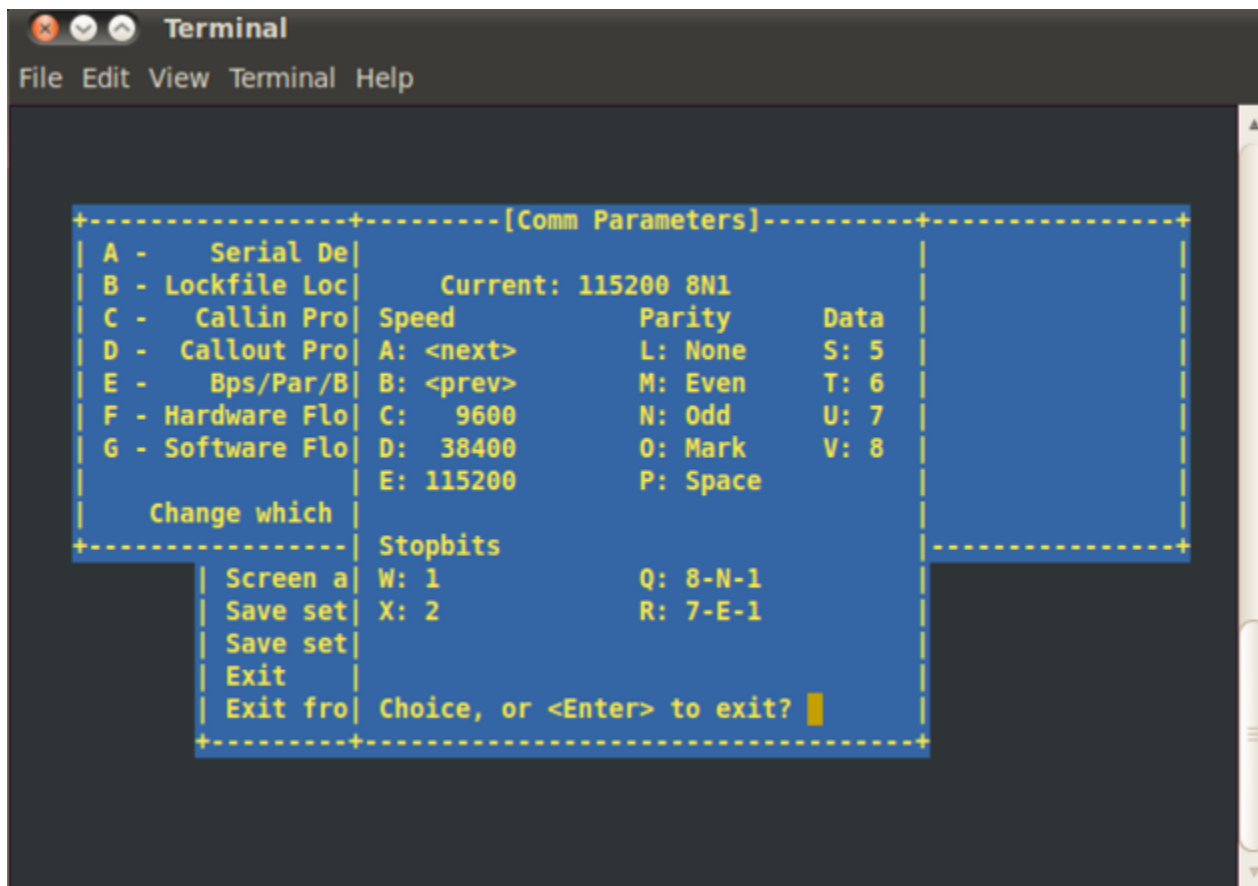 Terminal
File Edit View Terminal Help
+-----------------+---------[Comm Parameters]----------+----------------+
| A -    Serial De|                                    |                |
| B - Lockfile Loc|     Current: 115200 8N1            |                |
| C -   Callin Pro| Speed            Parity      Data  |                |
| D -  Callout Pro| A: <next>        L: None     S: 5  |                |
| E -    Bps/Par/B| B: <prev>        M: Even     T: 6  |                |
| F - Hardware Flo| C:   9600        N: Odd      U: 7  |                |
| G - Software Flo| D:  38400        O: Mark     V: 8  |                |
|                 | E: 115200        P: Space          |                |
|    Change which |                                    |                |
+-----------------| Stopbits                           |----------------+
        | Screen a| W: 1             Q: 8-N-1          |
        | Save set| X: 2             R: 7-E-1          |
        | Save set|                                    |
        | Exit    |                                    |
        | Exit fro| Choice, or <Enter> to exit?        |
        +---------+------------------------------------+